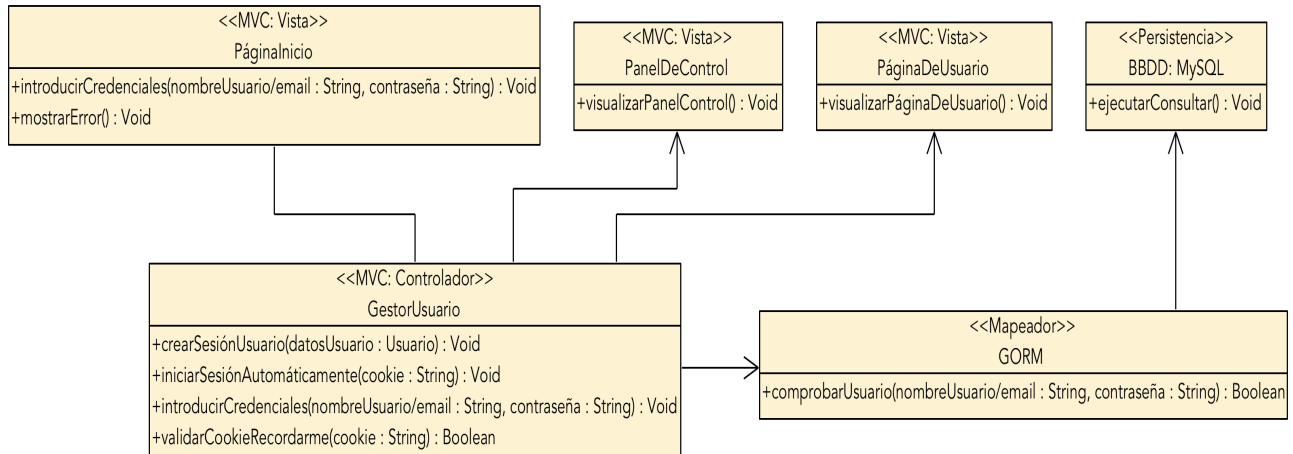 <<MVC: Vista>>
PáginaInicio
+introducirCredenciales(nombreUsuario/email : String, contraseña : String) : Void
+mostrarError() : Void
<<MVC: Vista>>
PanelDeControl
+visualizarPanelControl() : Void
<<MVC: Vista>>
PáginaDeUsuario
+visualizarPáginaDeUsuario() : Void
<<Persistencia>>
BBDD: MySQL
+ejecutarConsultar() : Void
<<MVC: Controlador>>
GestorUsuario
+crearSesiónUsuario(datosUsuario : Usuario) : Void
+iniciarSesiónAutomáticamente(cookie : String) : Void
+introducirCredenciales(nombreUsuario/email : String, contraseña : String) : Void
+validarCookieRecordarme(cookie : String) : Boolean
<<Mapeador>>
GORM
+comprobarUsuario(nombreUsuario/email : String, contraseña : String) : Boolean